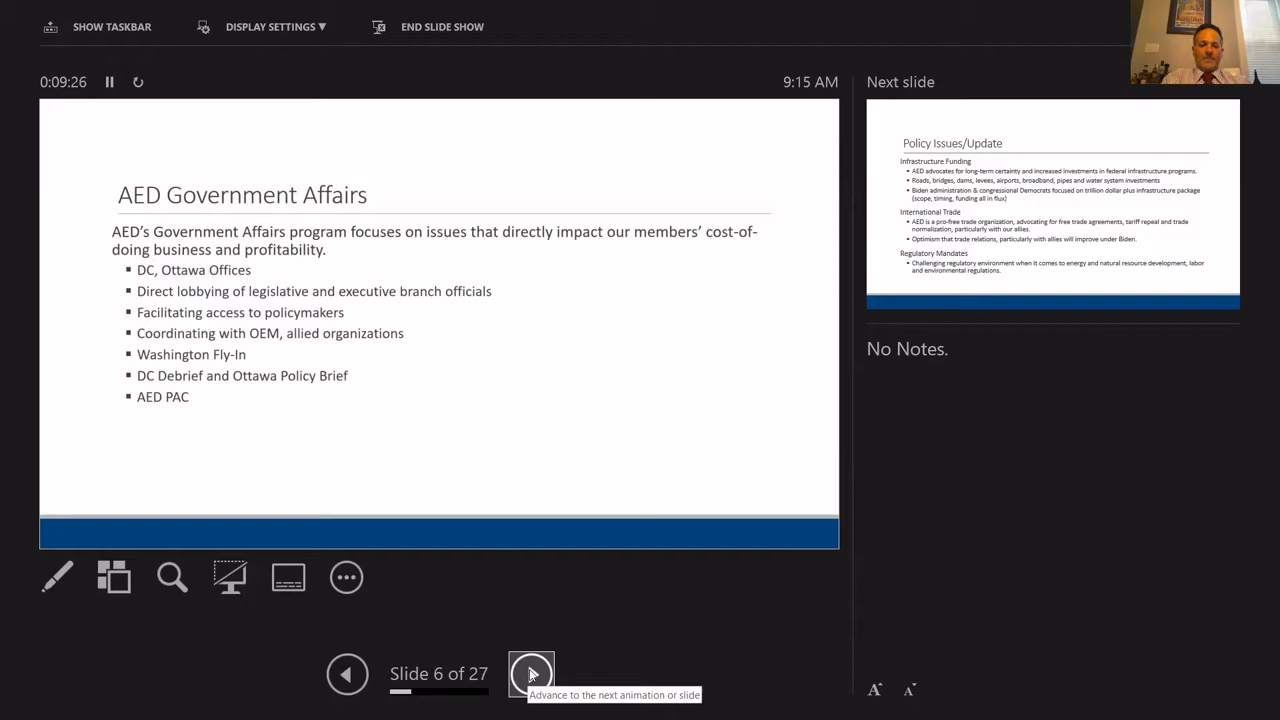 SHOW TASKBAR
DISPLAY SETTINGS ▼
END SLIDE SHOW
0:09:26
9:15 AM
AED Government Affairs
AED’s Government Affairs program focuses on issues that directly impact our members’ cost-of-
doing business and profitability.
▪ DC, Ottawa Offices
▪ Direct lobbying of legislative and executive branch officials
▪ Facilitating access to policymakers
▪ Coordinating with OEM, allied organizations
▪ Washington Fly-In
▪ DC Debrief and Ottawa Policy Brief
▪ AED PAC
Slide 6 of 27
Advance to the next animation or slide
Next slide
Policy Issues/Update
Infrastructure Funding
▪ AED advocates for long-term certainty and increased investments in federal infrastructure programs.
▪ Roads, bridges, dams, levees, airports, broadband, pipes and water system investments
▪ Biden administration & congressional Democrats focused on trillion dollar plus infrastructure package
(scope, timing, funding all in flux)
International Trade
▪ AED is a pro-free trade organization, advocating for free trade agreements, tariff repeal and trade
normalization, particularly with our allies.
▪ Optimism that trade relations, particularly with allies will improve under Biden.
Regulatory Mandates
▪ Challenging regulatory environment when it comes to energy and natural resource development, labor
and environmental regulations.
No Notes.
A A